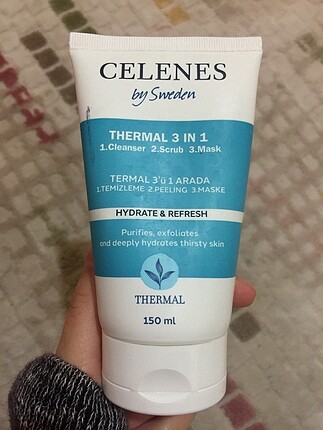 CELENES
by Sweden
THERMAL 3 IN 1
1.Cleanser 2.Scrub 3.Mask
TERMAL 3'ü 1 ARADA
1.TEMİZLEME 2.PEELING 3.MASKE
HYDRATE & REFRESH
Purifies, exfoliates
and deeply hydrates thirsty skin
THERMAL
150 ml